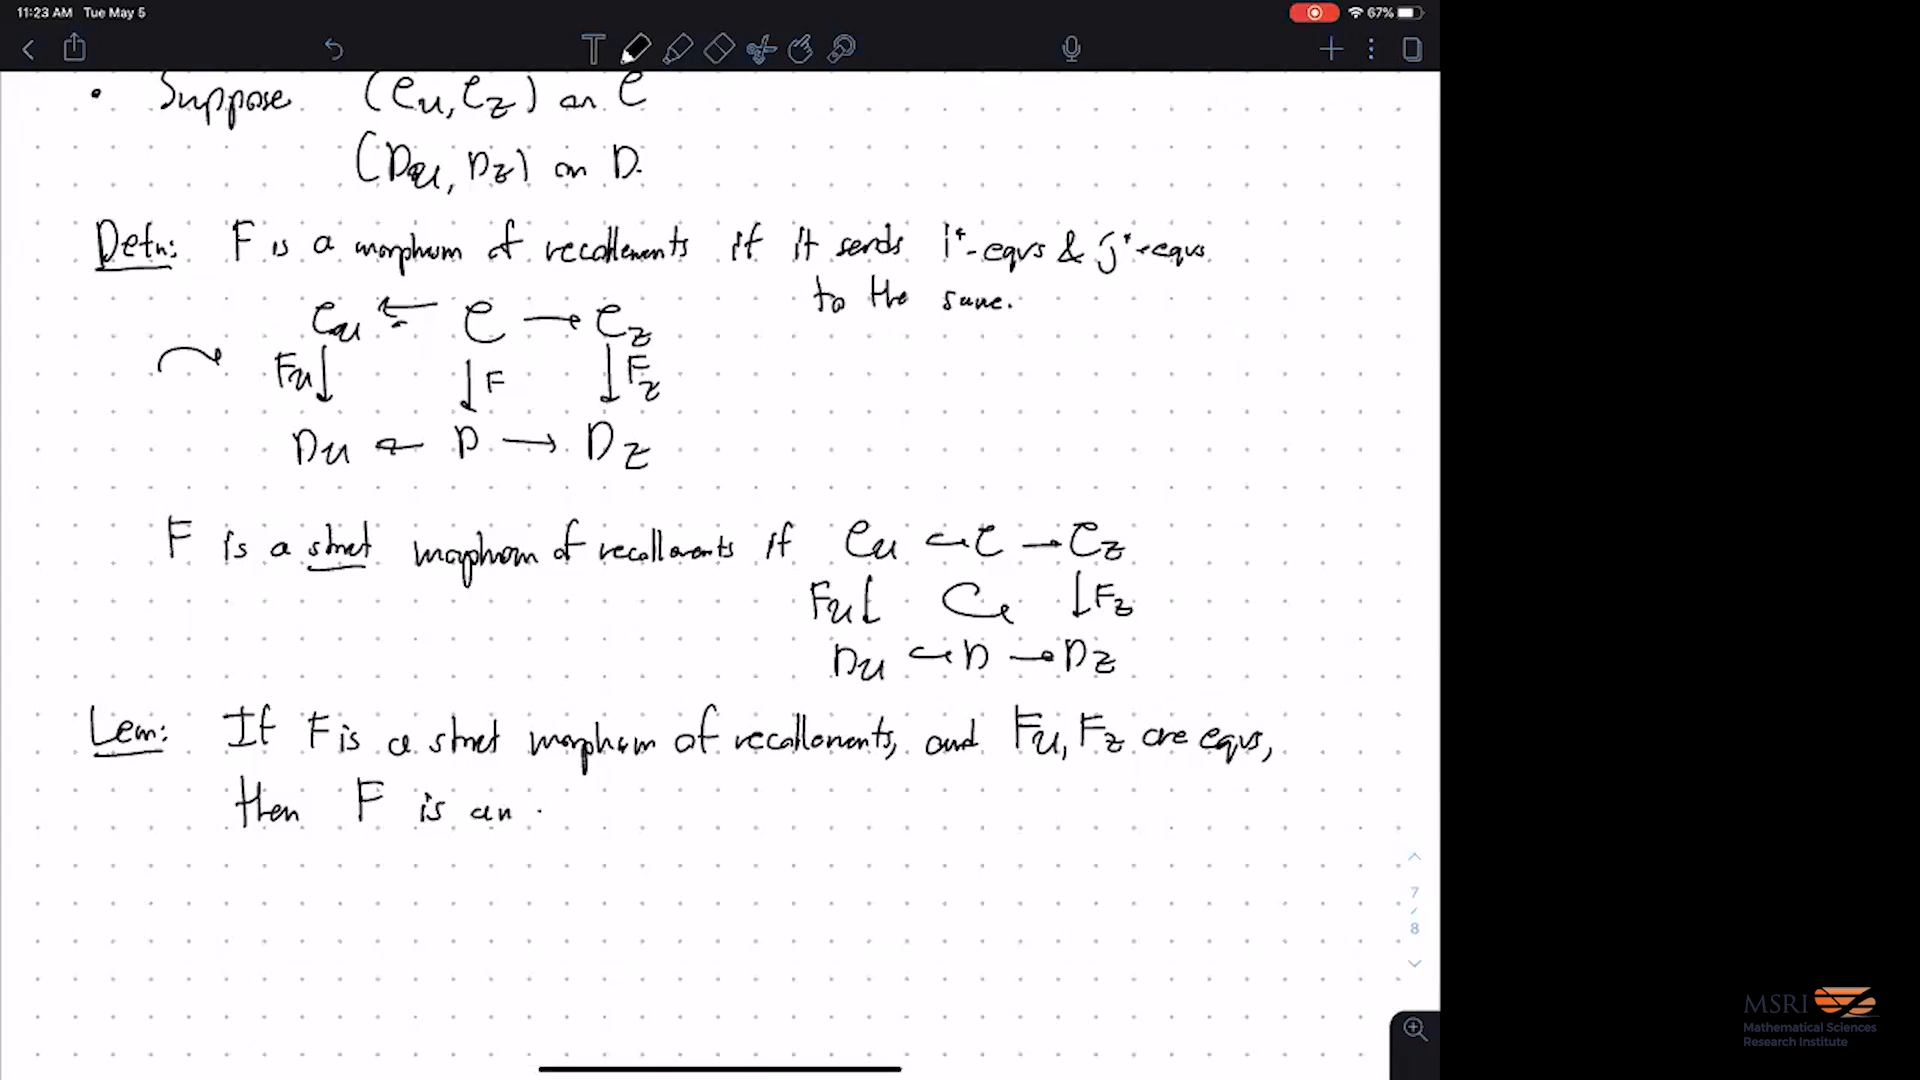 11:23 AM Tue May 5
67%
• Suppose (C_U, C_Z) on C
(D_U, D_Z) on D.
Defn: F is a morphism of recollements if it sends i*-eqvs & j*-eqvs
to the same.
C_U ← C → C_Z
F_U ↓ ↓ F ↓ F_Z
D_U ← D → D_Z
F is a strict morphism of recollements if C_U ↪ C → C_Z
F_U ↓ ↓ F_Z
D_U ↪ D → D_Z
Lem: If F is a strict morphism of recollements, and F_U, F_Z are eqvs,
then F is an
7
/
8
MSRI
Mathematical Sciences
Research Institute